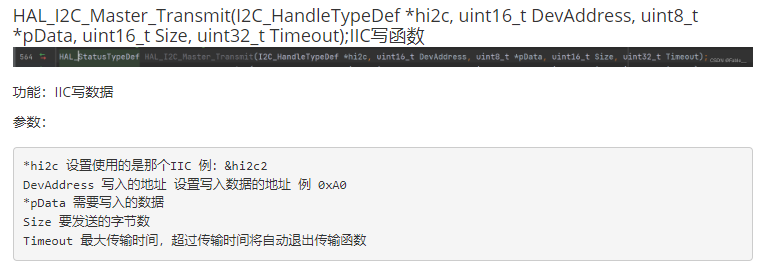 HAL_I2C_Master_Transmit(I2C_HandleTypeDef *hi2c, uint16_t DevAddress, uint8_t
*pData, uint16_t Size, uint32_t Timeout);IIC写函数
564 HAL_StatusTypeDef HAL_I2C_Master_Transmit(I2C_HandleTypeDef *hi2c, uint16_t DevAddress, uint8_t *pData, uint16_t Size, uint32_t Timeout);
功能：IIC写数据
参数：
*hi2c 设置使用的是那个IIC 例：&hi2c2
DevAddress 写入的地址 设置写入数据的地址 例 0xA0
*pData 需要写入的数据
Size 要发送的字节数
Timeout 最大传输时间，超过传输时间将自动退出传输函数